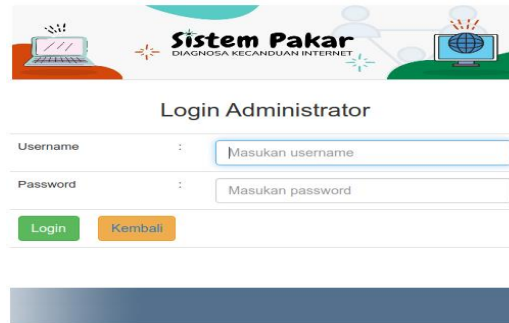 Sistem Pakar
DIAGNOSA KECANDUAN INTERNET
Login Administrator
Username : Masukan username
Password : Masukan password
Login Kembali